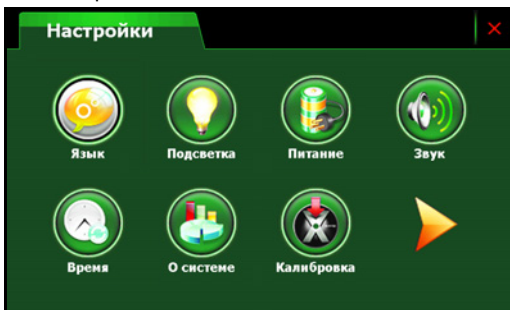 Настройки
Язык
Подсветка
Питание
Звук
Время
О системе
Калибровка